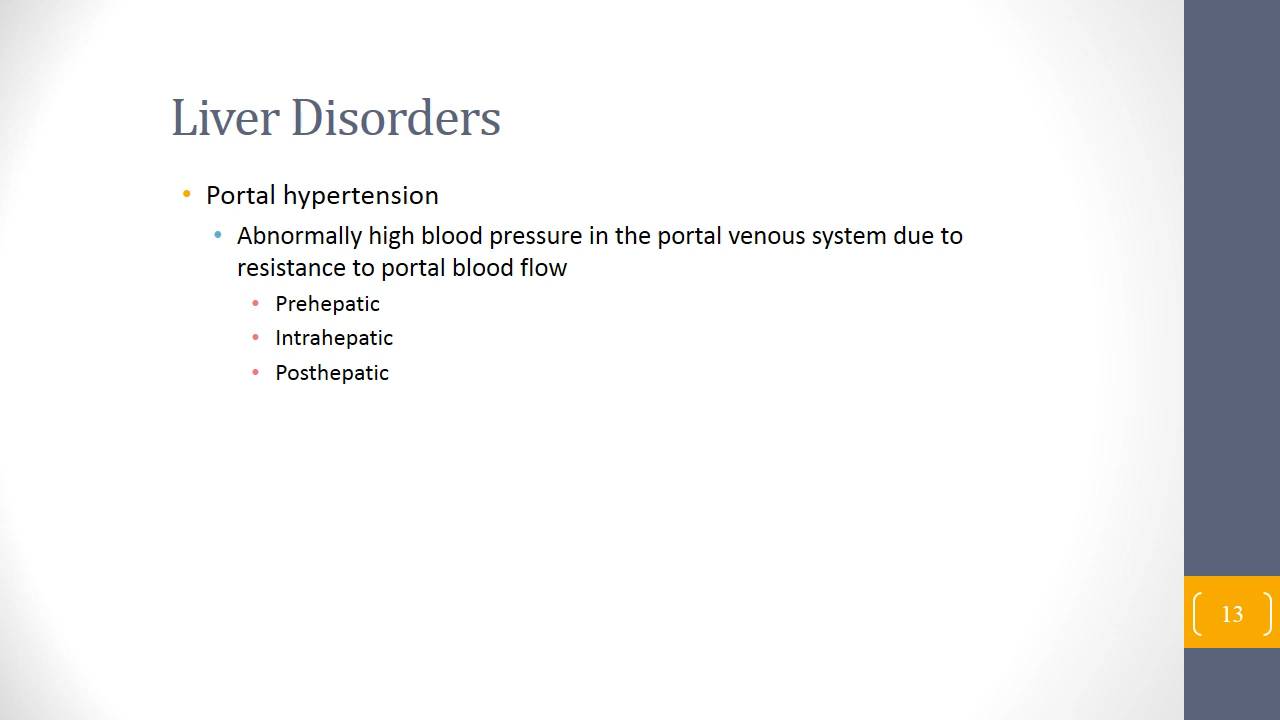 Liver Disorders
• Portal hypertension
• Abnormally high blood pressure in the portal venous system due to
resistance to portal blood flow
• Prehepatic
• Intrahepatic
• Posthepatic
13